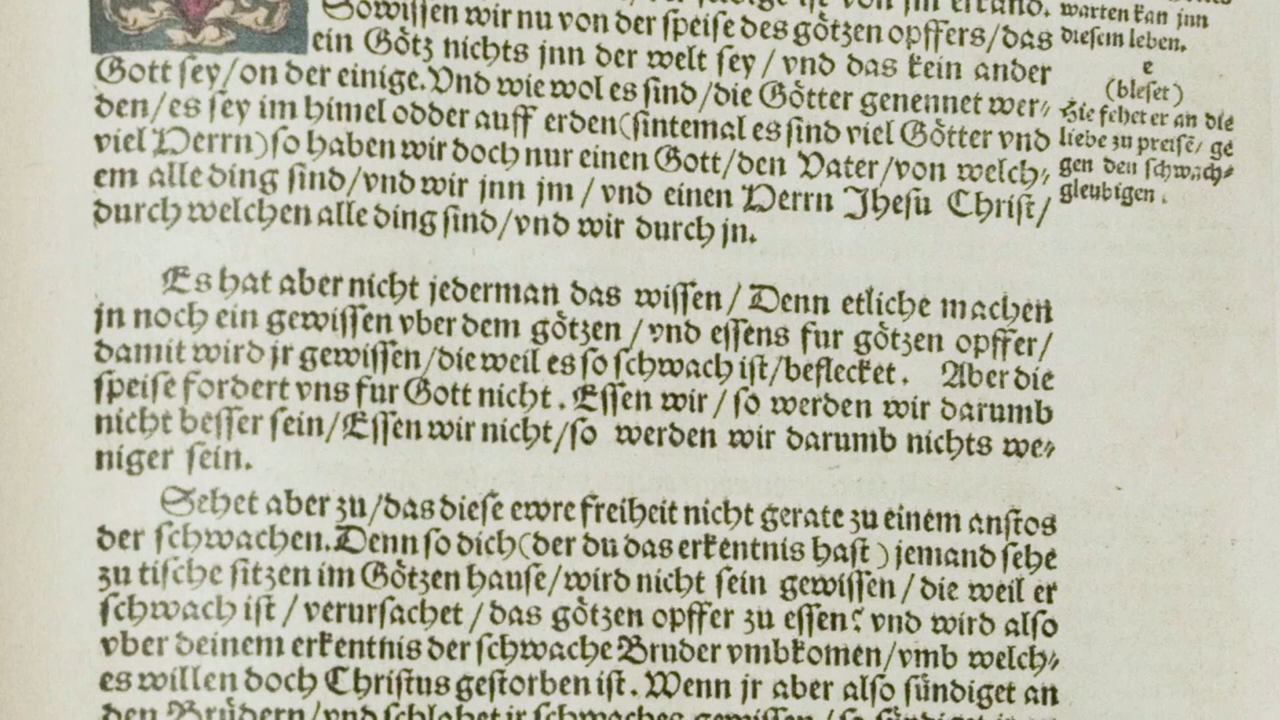 Sowissen wir nu von der speise des götzen opffers/das
ein Götz nichts jnn der welt sey / vnd das kein ander
Gott sey/on der einige. Vnd wie wol es sind/die Götter genennet wer⸗
den/es sey im himel odder auff erden(sintemal es sind viel Götter vnd
viel Herrn)so haben wir doch nur einen Gott/den Vater/von welch⸗
em alle ding sind/vnd wir jnn jm / vnd einen Herrn Jhesu Christ/
durch welchen alle ding sind/vnd wir durch jn.
Es hat aber nicht jederman das wissen / Denn etliche machen
jn noch ein gewissen vber dem götzen / vnd essens fur götzen opffer/
damit wird jr gewissen/die weil es so schwach ist/beflecket. Aber die
speise fordert vns fur Gott nicht. Essen wir / so werden wir darumb
nicht besser sein/Essen wir nicht/so werden wir darumb nichts we⸗
niger sein.
Sehet aber zu/das diese ewre freiheit nicht gerate zu einem anstos
der schwachen. Denn so dich(der du das erkentnis hast) jemand sehe
zu tische sitzen im Götzen hause/wird nicht sein gewissen / die weil er
schwach ist / verursachet / das götzen opffer zu essen? vnd wird also
vber deinem erkentnis der schwache Bruder vmbkomen/vmb welch⸗
es willen doch Christus gestorben ist. Wenn jr aber also sündiget an
den Brüdern/vnd schlahet jr schwaches gewissen / so
warten kan jnn
diesem leben.
e
(bleset)
Hie fehet er an die
liebe zu preisē/ ge
gen den schwach⸗
gleubigen.